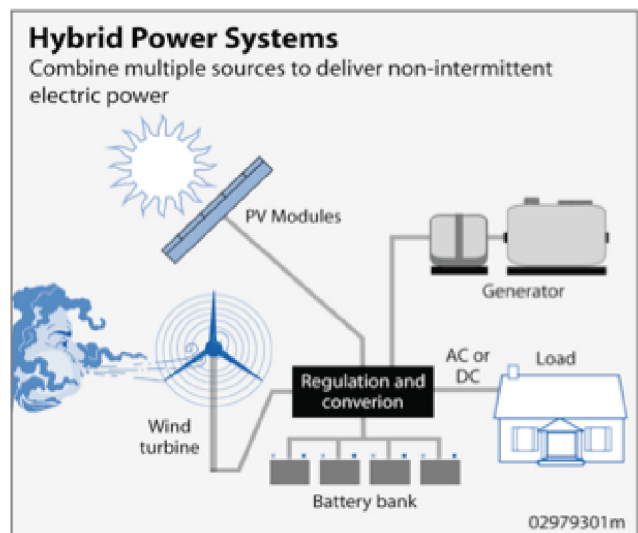 Hybrid Power Systems
Combine multiple sources to deliver non-intermittent
electric power
PV Modules
Generator
Wind
turbine
Regulation and
converion
AC or
DC
Load
Battery bank
02979301m